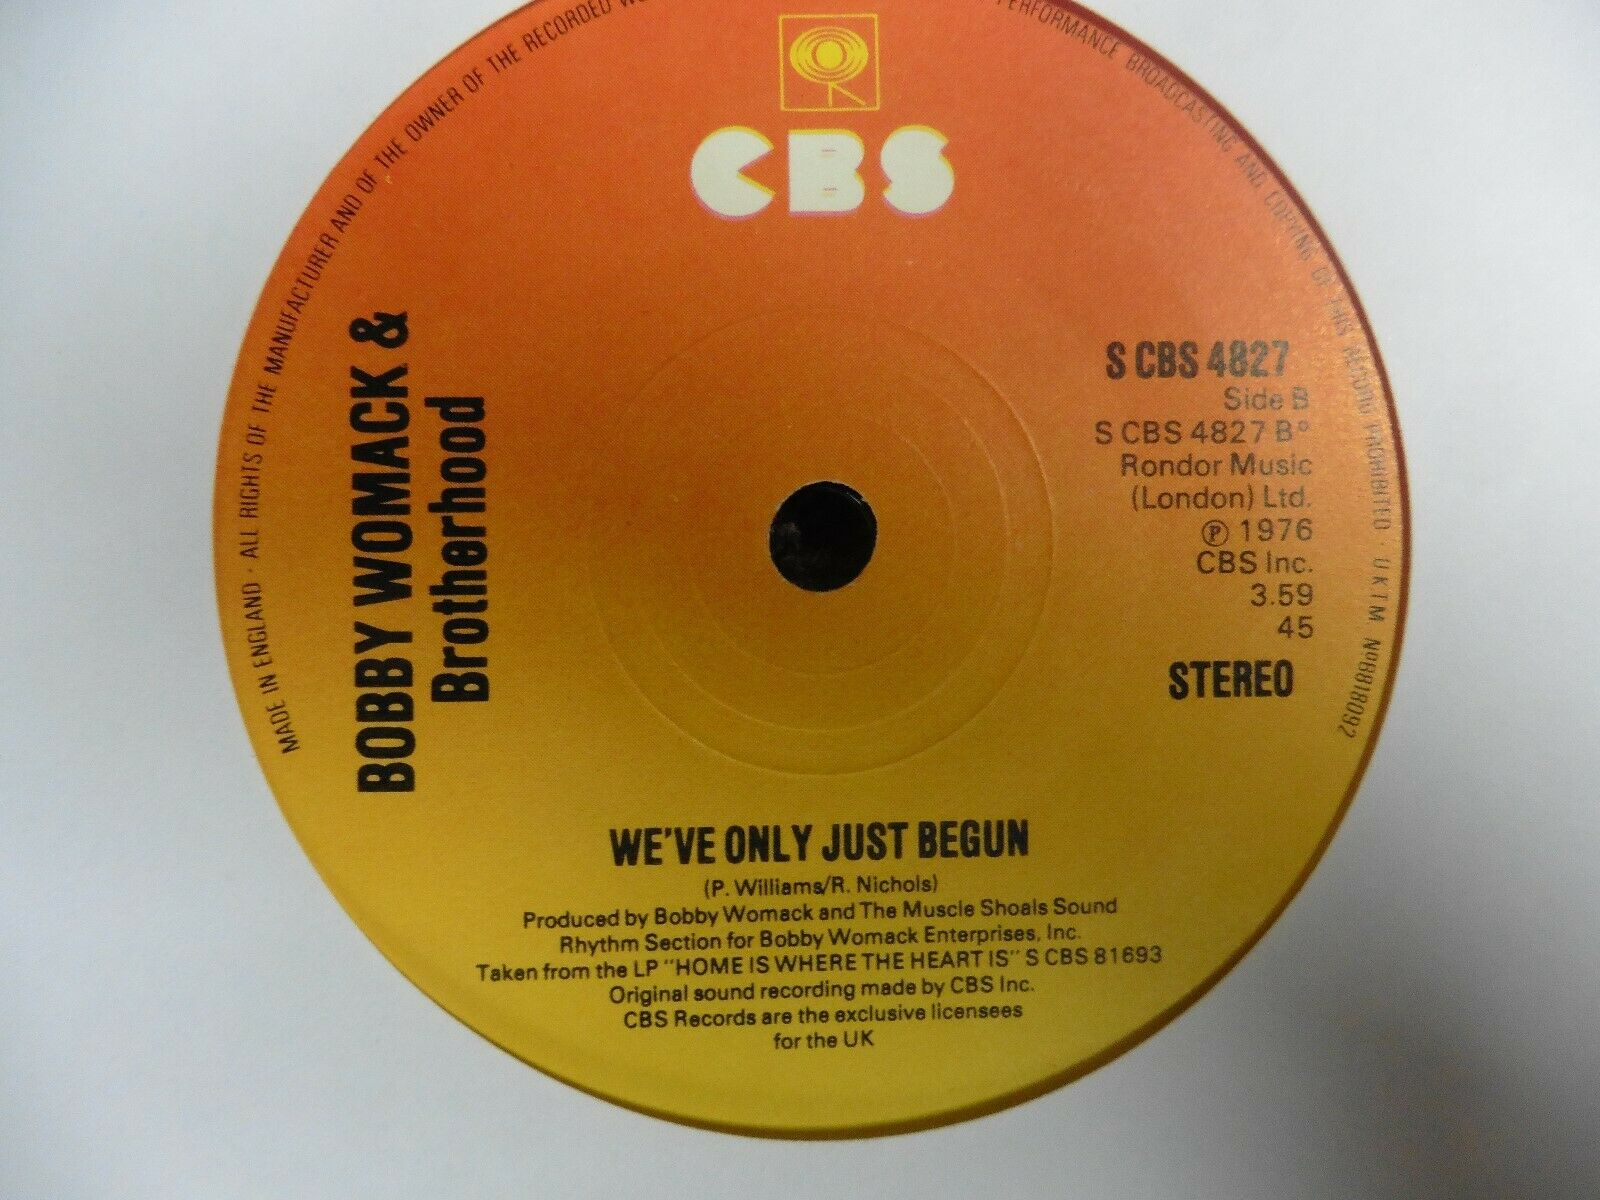 MADE IN ENGLAND · ALL RIGHTS OF THE MANUFACTURER AND OF THE OWNER OF THE RECORDED
PERFORMANCE BROADCASTING AND COPYING OF THIS RECORD PROHIBITED · UKTM Nº8818092
CBS
BOBBY WOMACK &
Brotherhood
S CBS 4827
Side B
S CBS 4827 B°
Rondor Music
(London) Ltd.
℗ 1976
CBS Inc.
3.59
45
STEREO
WE'VE ONLY JUST BEGUN
(P. Williams/R. Nichols)
Produced by Bobby Womack and The Muscle Shoals Sound
Rhythm Section for Bobby Womack Enterprises, Inc.
Taken from the LP "HOME IS WHERE THE HEART IS" S CBS 81693
Original sound recording made by CBS Inc.
CBS Records are the exclusive licensees
for the UK